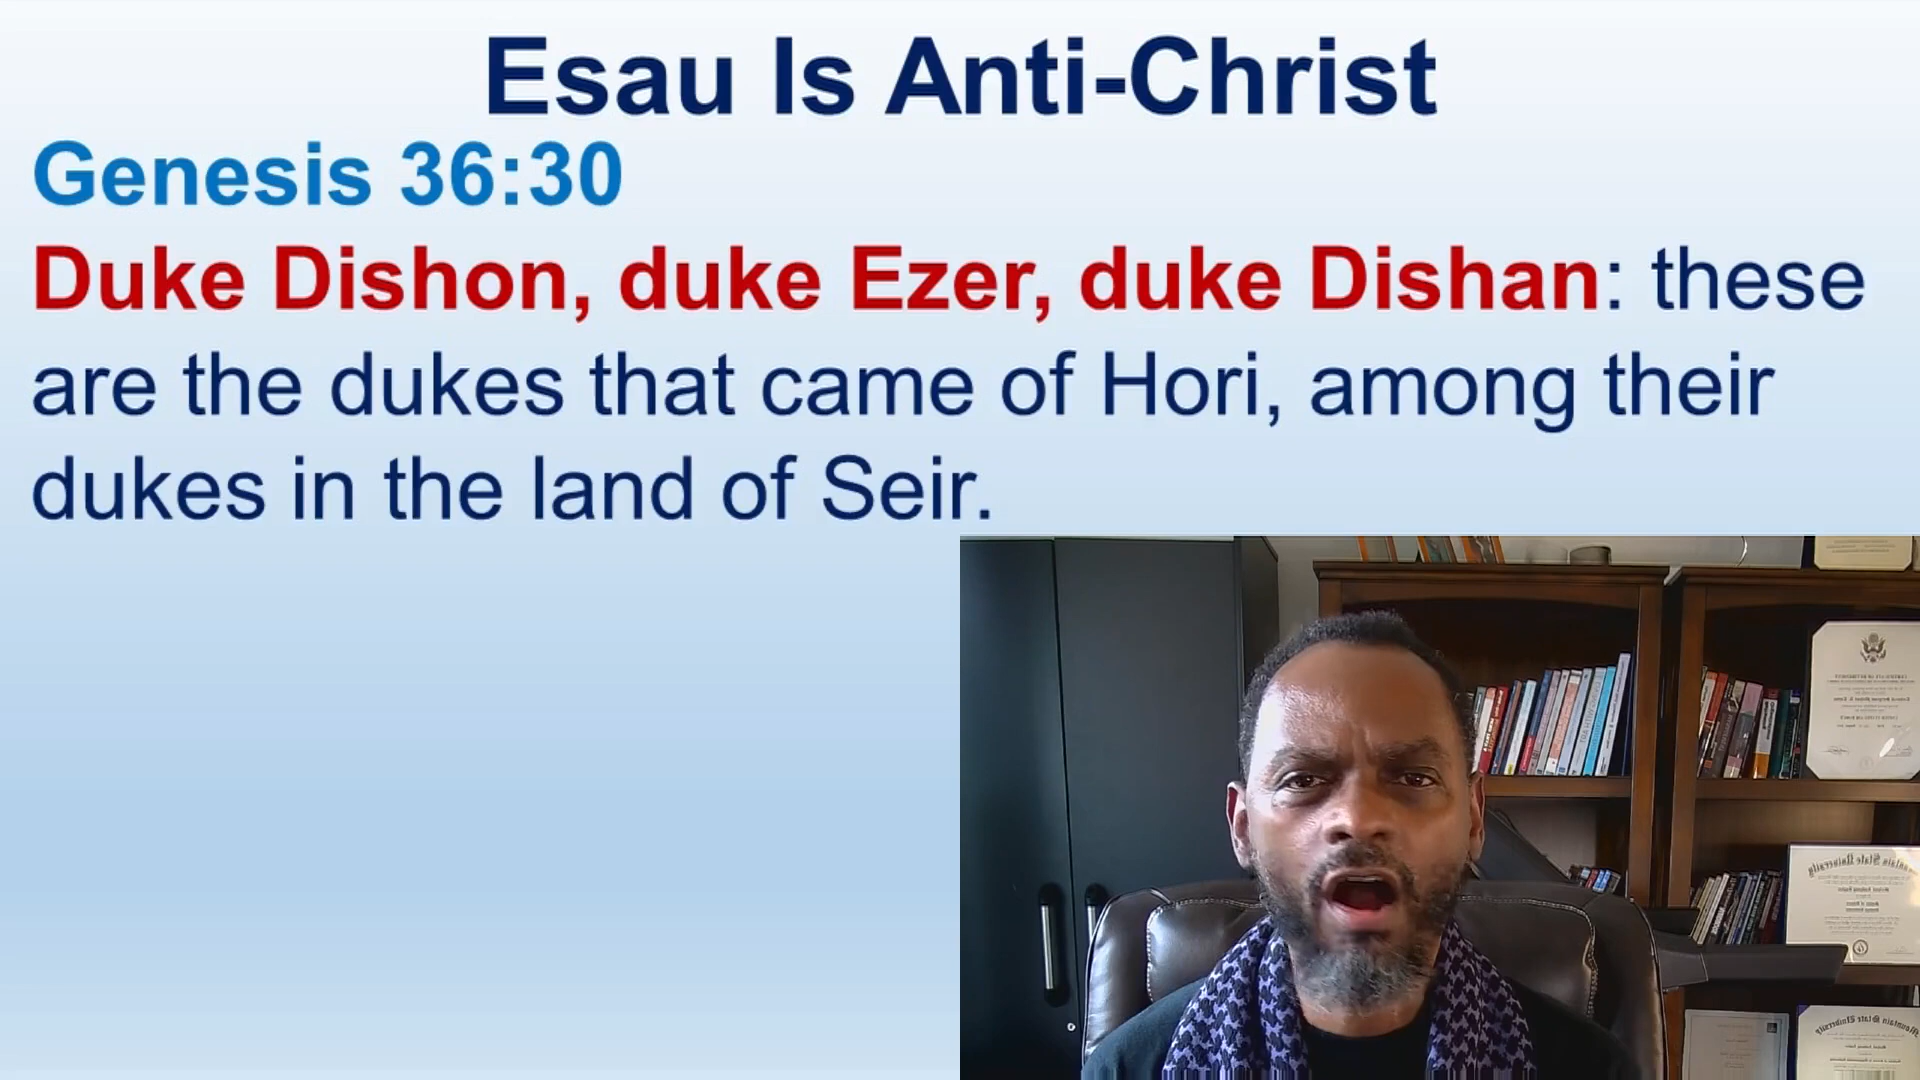 Esau Is Anti-Christ
Genesis 36:30
Duke Dishon, duke Ezer, duke Dishan: these
are the dukes that came of Hori, among their
dukes in the land of Seir.